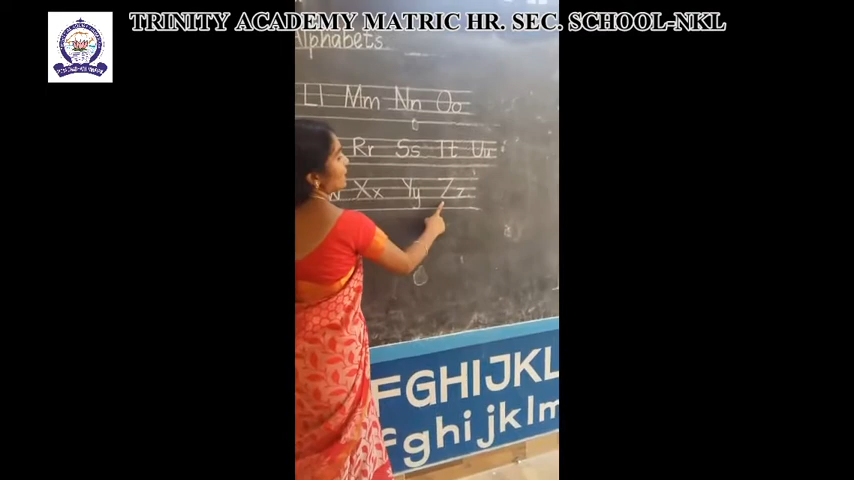 TRINITY ACADEMY MATRIC HR. SEC. SCHOOL-NKL
Alphabets
Ll Mm Nn Oo
Rr Ss Tt Uu
w Xx Yy Zz
FGHIJKL
fghijklm